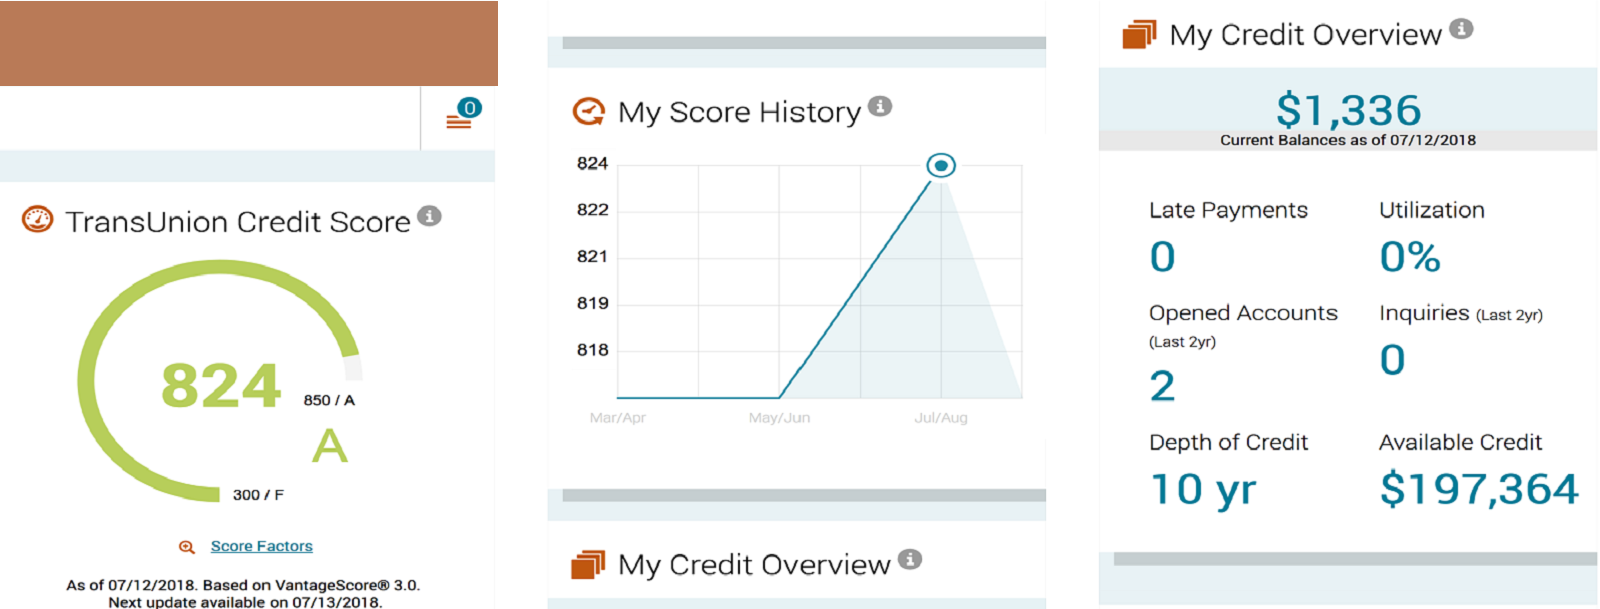 0
TransUnion Credit Score
824
850 / A
A
300 / F
Score Factors
As of 07/12/2018. Based on VantageScore® 3.0.
Next update available on 07/13/2018.
My Score History
824
822
821
819
818
Mar/Apr May/Jun Jul/Aug
My Credit Overview
My Credit Overview
$1,336
Current Balances as of 07/12/2018
Late Payments Utilization
0 0%
Opened Accounts Inquiries (Last 2yr)
(Last 2yr)
0
2
Depth of Credit Available Credit
10 yr $197,364